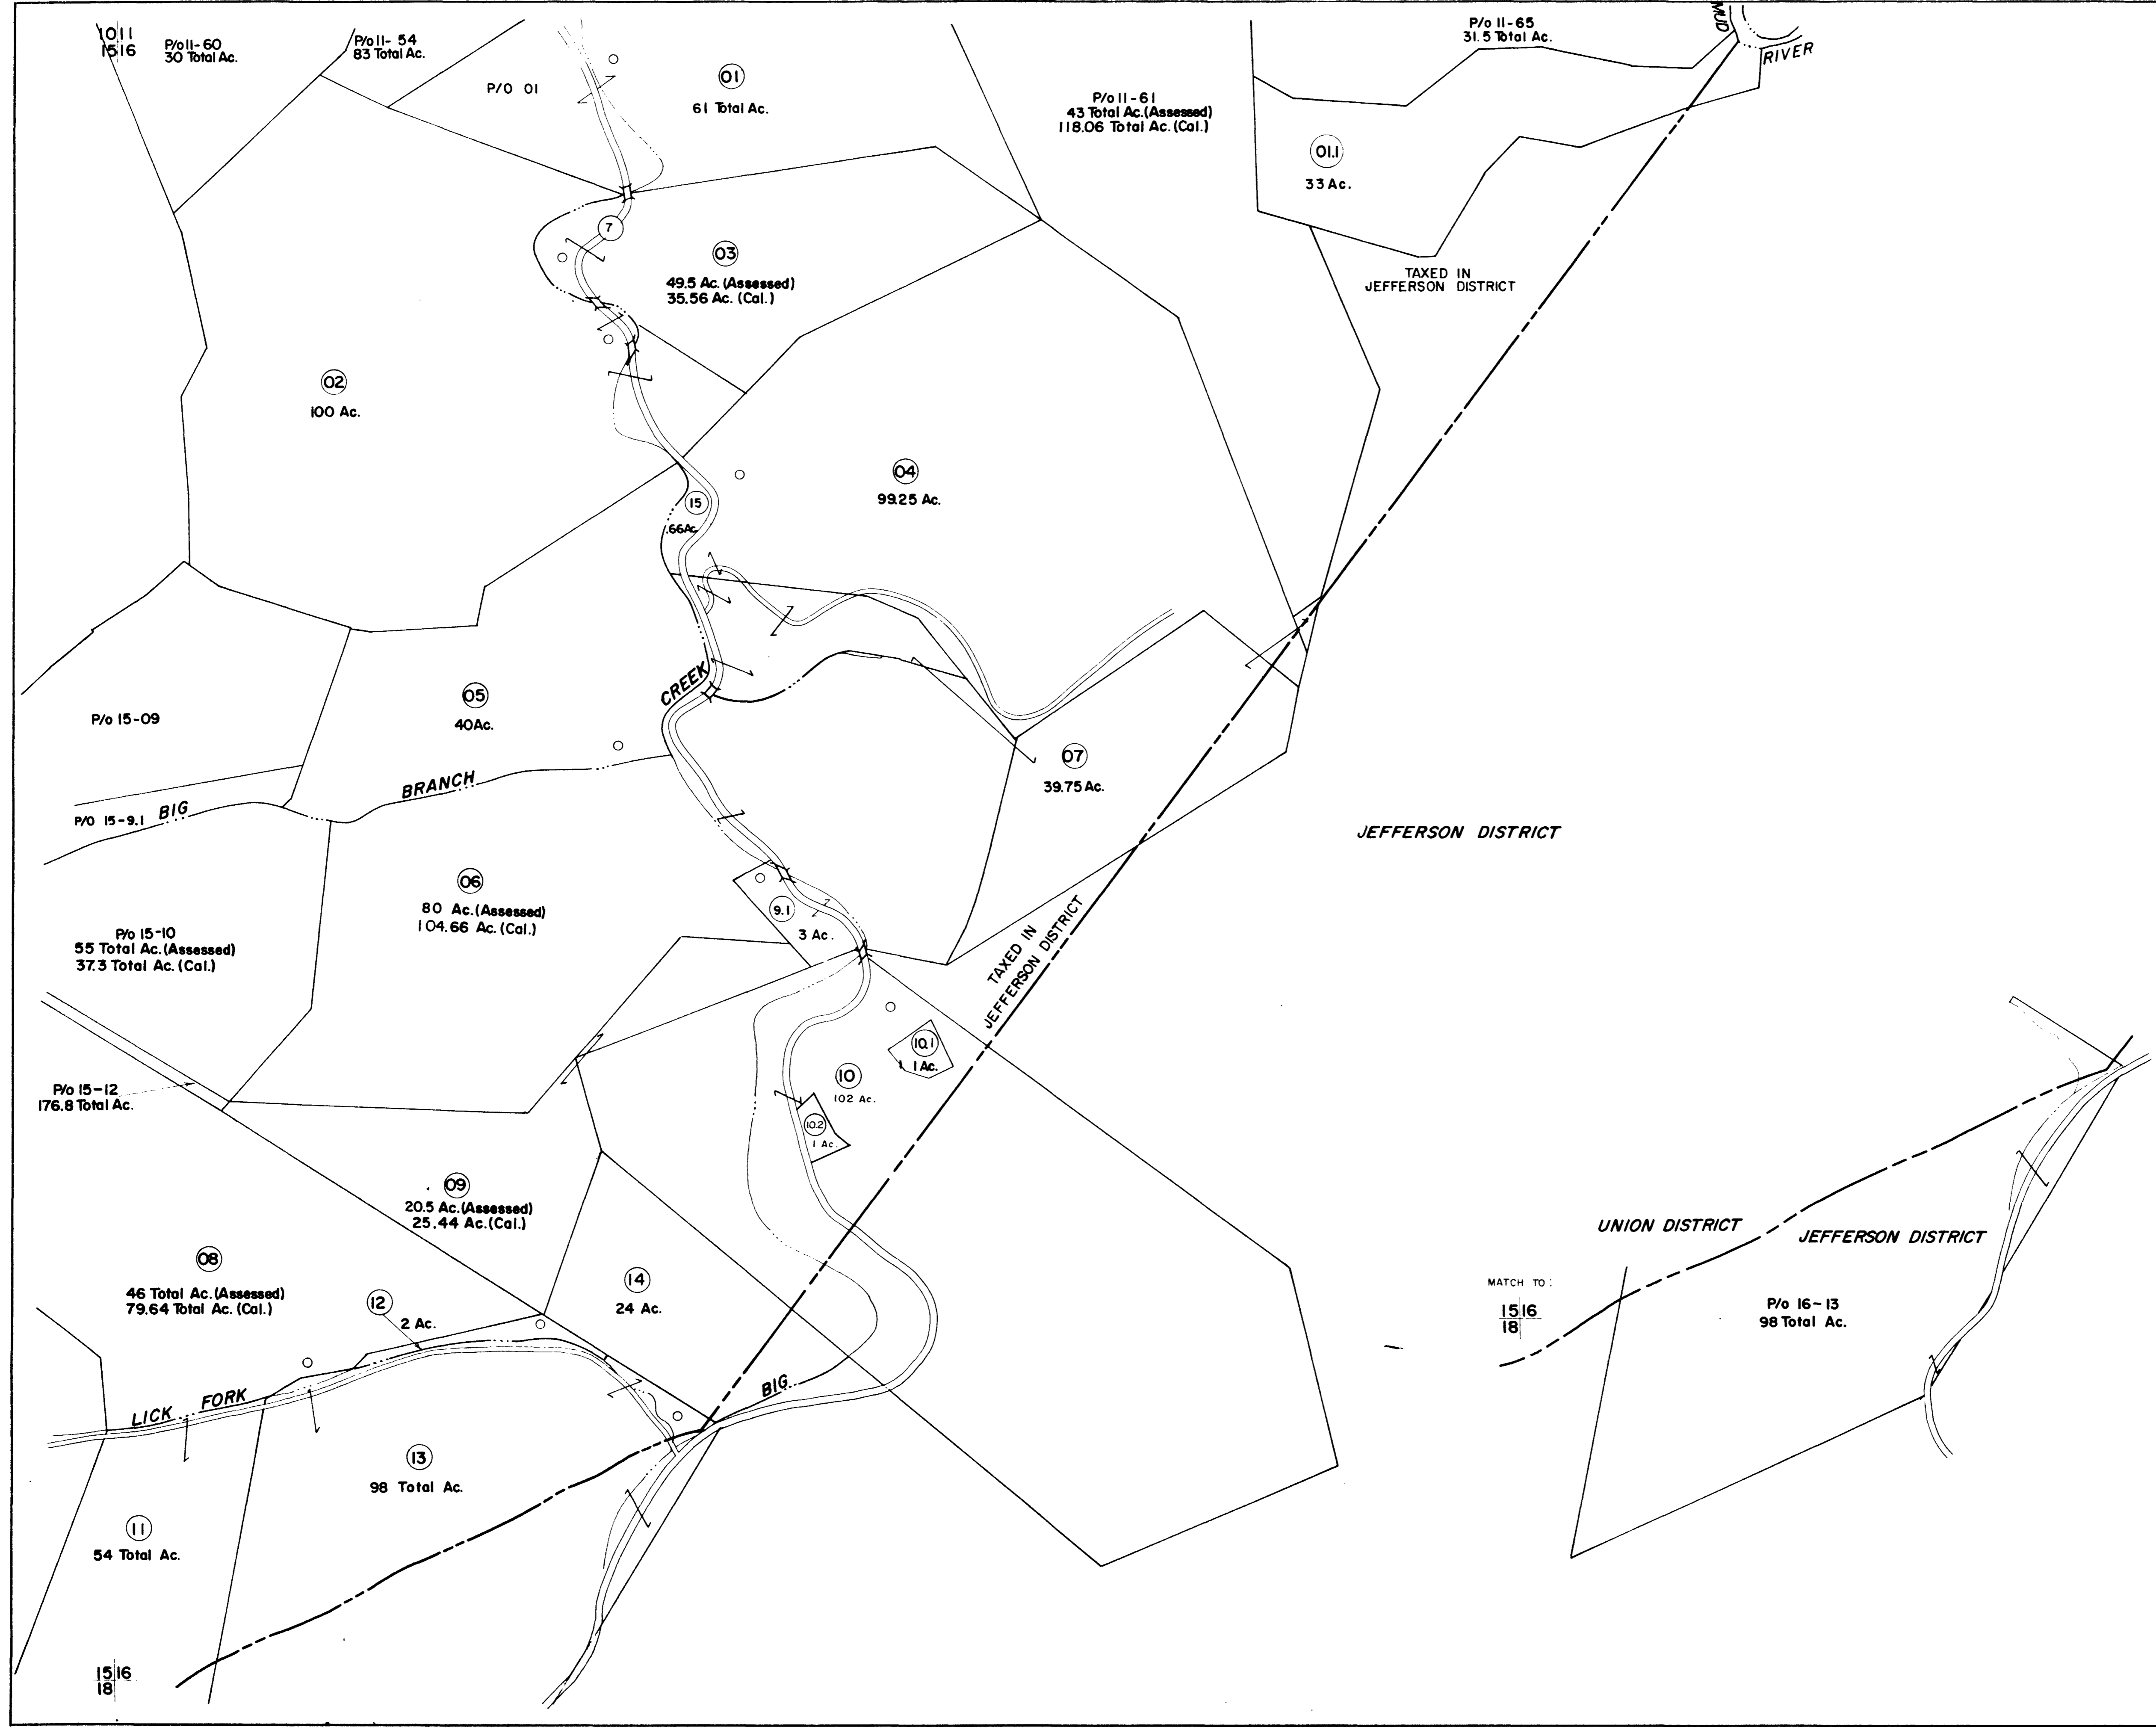 10 11
15 16
P/o 11-60
30 Total Ac.
P/o 11-54
83 Total Ac.
P/O 01
01
61 Total Ac.
P/o 11-61
43 Total Ac. (Assessed)
118.06 Total Ac. (Cal.)
P/o 11-65
31.5 Total Ac.
MUD
RIVER
01.1
33 Ac.
TAXED IN
JEFFERSON DISTRICT
7
03
49.5 Ac. (Assessed)
35.56 Ac. (Cal.)
02
100 Ac.
04
99.25 Ac.
15
.66 Ac.
CREEK
P/o 15-09
05
40 Ac.
07
39.75 Ac.
BRANCH
BIG
P/O 15-9.1
JEFFERSON DISTRICT
06
80 Ac. (Assessed)
104.66 Ac. (Cal.)
9.1
3 Ac.
P/o 15-10
55 Total Ac. (Assessed)
37.3 Total Ac. (Cal.)
TAXED IN
JEFFERSON DISTRICT
10.1
1 Ac.
10
102 Ac.
10.2
1 Ac.
P/o 15-12
176.8 Total Ac.
09
20.5 Ac. (Assessed)
25.44 Ac. (Cal.)
UNION DISTRICT
JEFFERSON DISTRICT
08
46 Total Ac. (Assessed)
79.64 Total Ac. (Cal.)
12
2 Ac.
14
24 Ac.
MATCH TO:
15 16
18
P/o 16-13
98 Total Ac.
BIG
LICK FORK
13
98 Total Ac.
11
54 Total Ac.
15 16
18